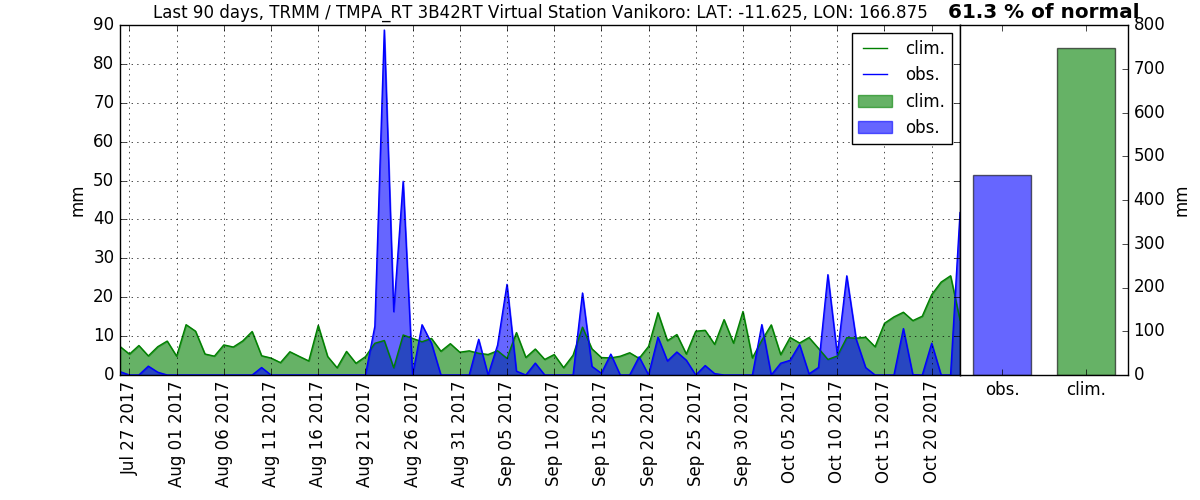 Last 90 days, TRMM / TMPA_RT 3B42RT Virtual Station Vanikoro: LAT: -11.625, LON: 166.875
61.3 % of normal
90
80
70
60
50
40
30
20
10
0
mm
clim.
obs.
clim.
obs.
800
700
600
500
400
300
200
100
0
mm
obs.
clim.
Jul 27 2017
Aug 01 2017
Aug 06 2017
Aug 11 2017
Aug 16 2017
Aug 21 2017
Aug 26 2017
Aug 31 2017
Sep 05 2017
Sep 10 2017
Sep 15 2017
Sep 20 2017
Sep 25 2017
Sep 30 2017
Oct 05 2017
Oct 10 2017
Oct 15 2017
Oct 20 2017